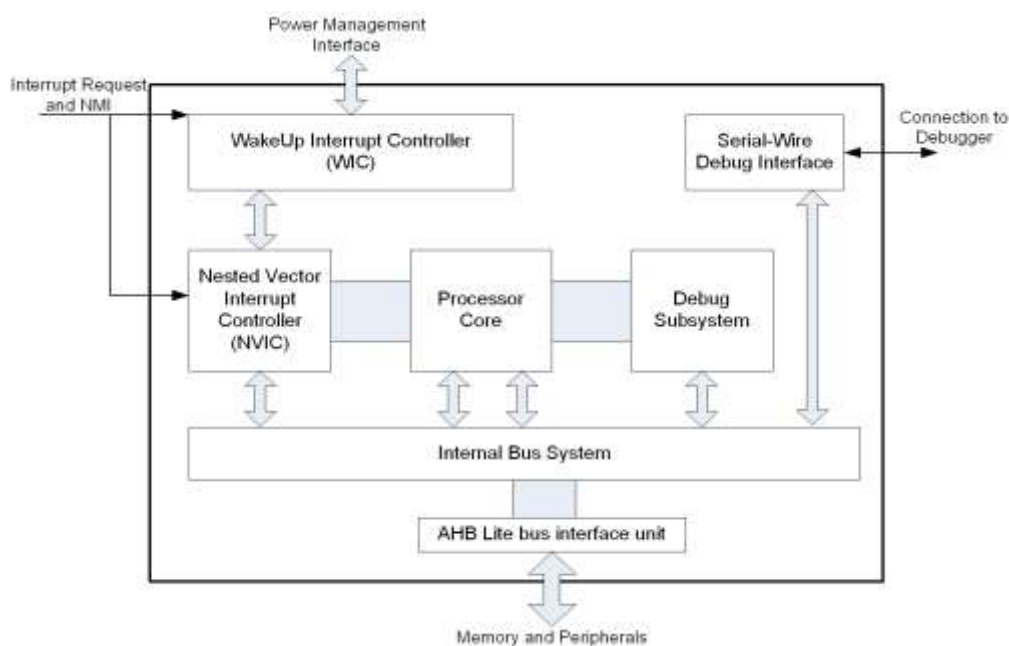 Power Management
Interface
Interrupt Request
and NMI
WakeUp Interrupt Controller
(WIC)
Serial-Wire
Debug Interface
Connection to
Debugger
Nested Vector
Interrupt
Controller
(NVIC)
Processor
Core
Debug
Subsystem
Internal Bus System
AHB Lite bus interface unit
Memory and Peripherals